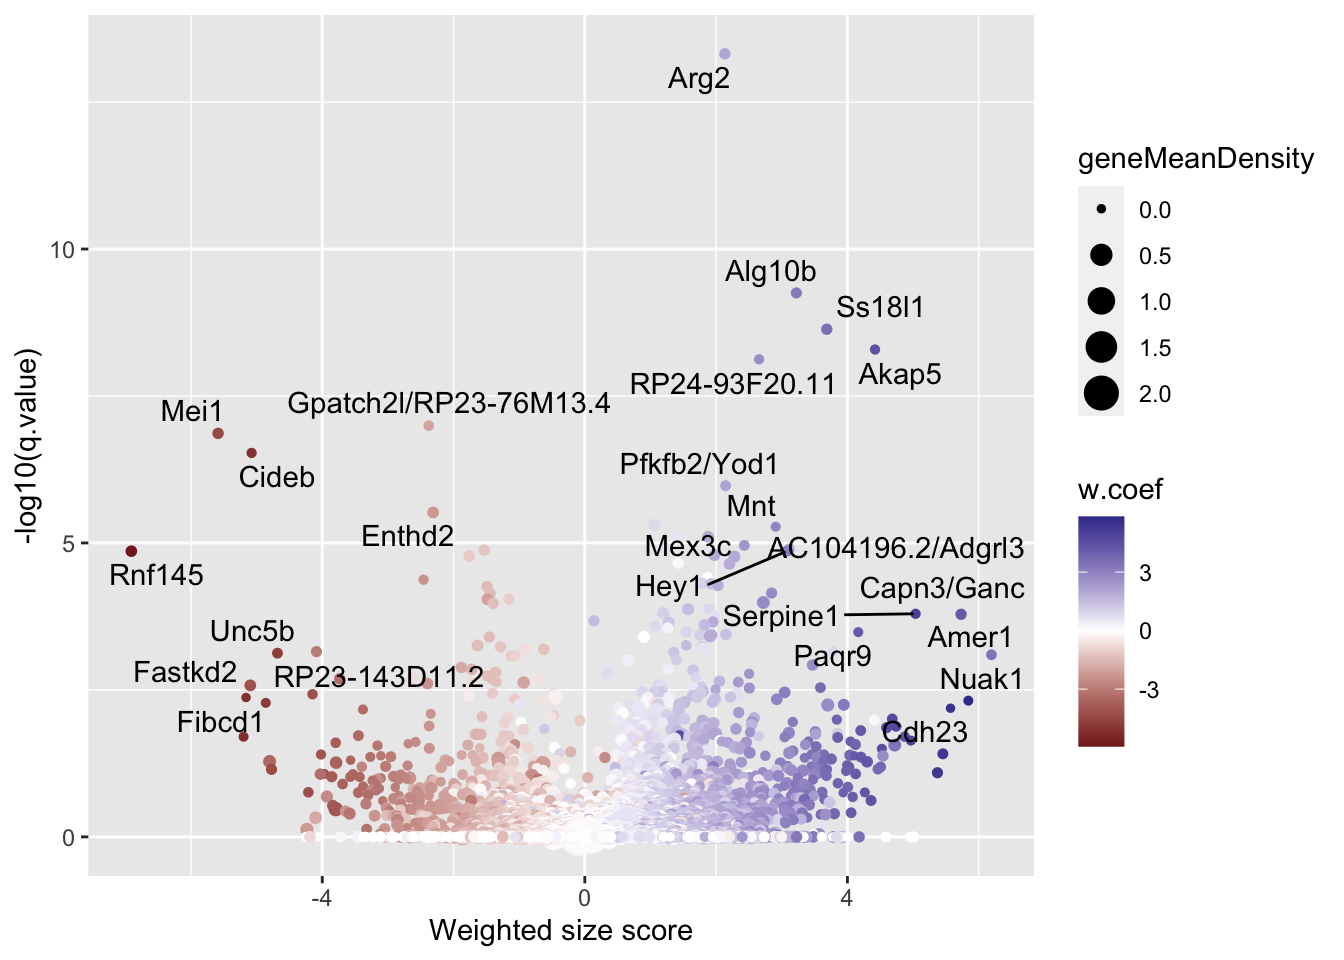 Arg2
Alg10b
Ss18l1
Akap5
RP24-93F20.11
Gpatch2l/RP23-76M13.4
Mei1
Cideb
Pfkfb2/Yod1
Mnt
Enthd2
Mex3c
AC104196.2/Adgrl3
Rnf145
Hey1
Capn3/Ganc
Serpine1
Unc5b
Amer1
Paqr9
Fastkd2
RP23-143D11.2
Nuak1
Fibcd1
Cdh23
10
5
0
-4
0
4
Weighted size score
-log10(q.value)
geneMeanDensity
0.0
0.5
1.0
1.5
2.0
w.coef
3
0
-3